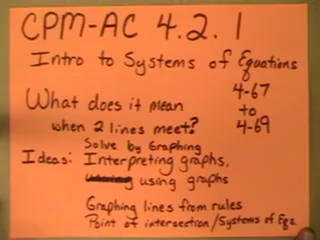 CPM-AC 4.2.1
Intro to Systems of Equations
4-67
to
4-69
What does it mean
when 2 lines meet?
Solve by Graphing
Ideas: Interpreting graphs,
using graphs
Graphing lines from rules
Point of intersection/Systems of Eqs